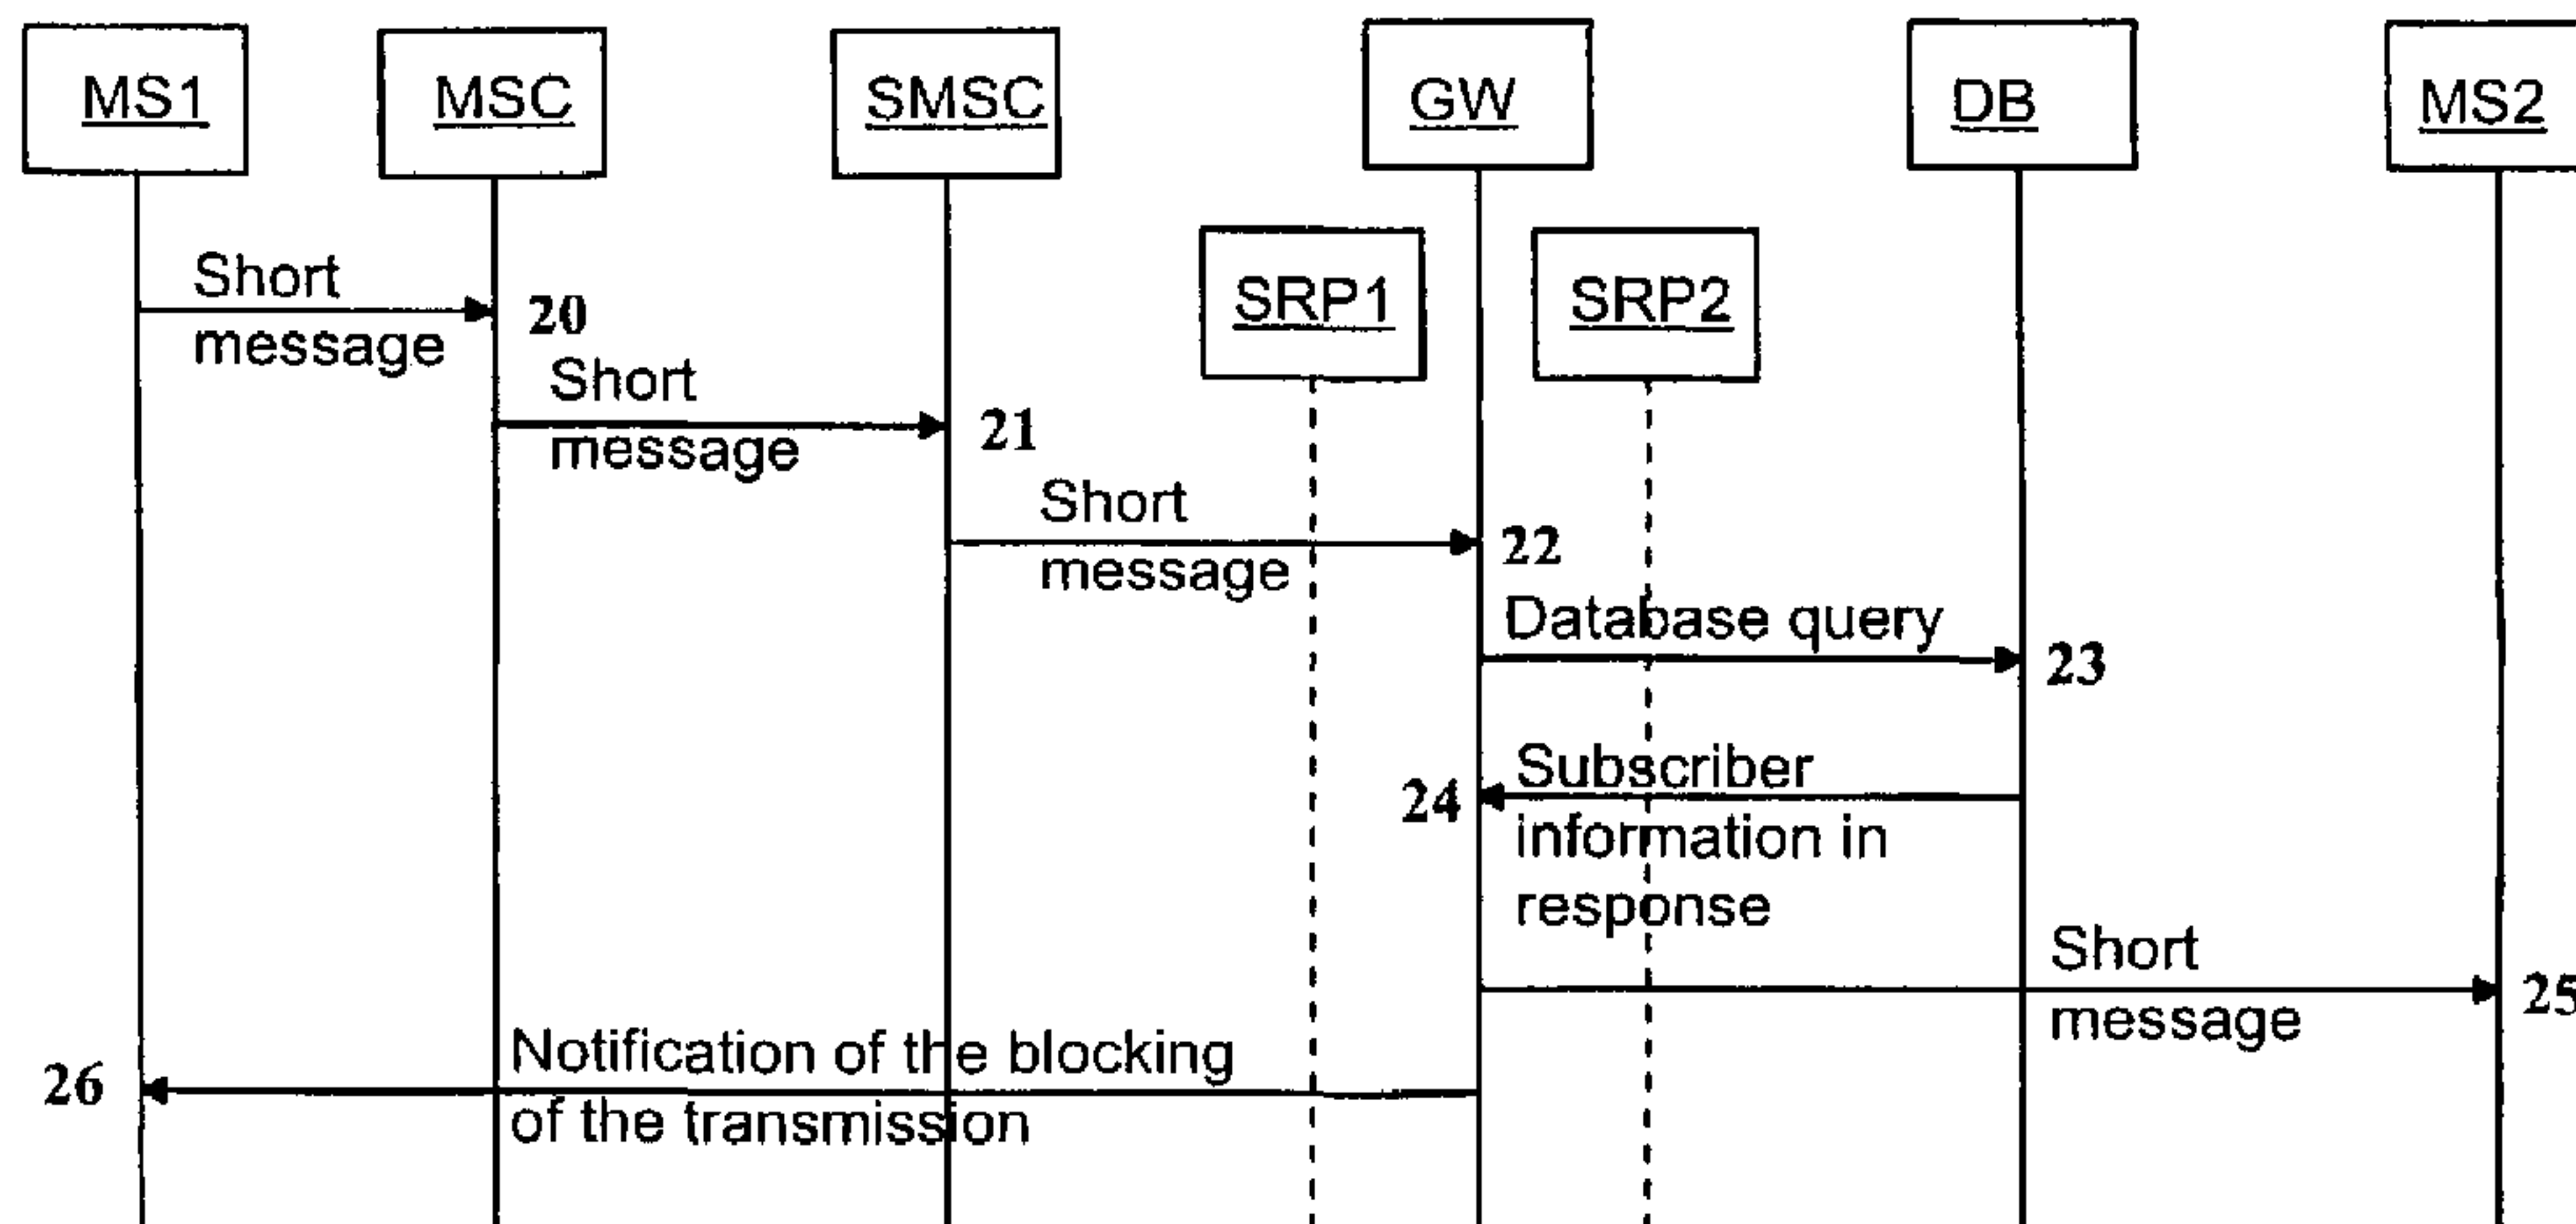 MS1
MSC
SMSC
GW
DB
MS2
SRP1
SRP2
Short
message
20
Short
message
21
Short
message
22
Database query
23
Subscriber
information in
response
24
Short
message
25
Notification of the blocking
of the transmission
26